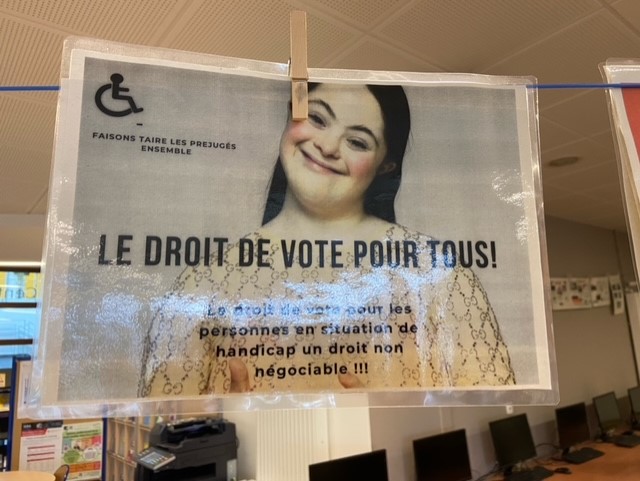 FAISONS TAIRE LES PREJUGÉS
ENSEMBLE
LE DROIT DE VOTE POUR TOUS!
Le droit de vote pour les
personnes en situation de
handicap un droit non
négociable !!!